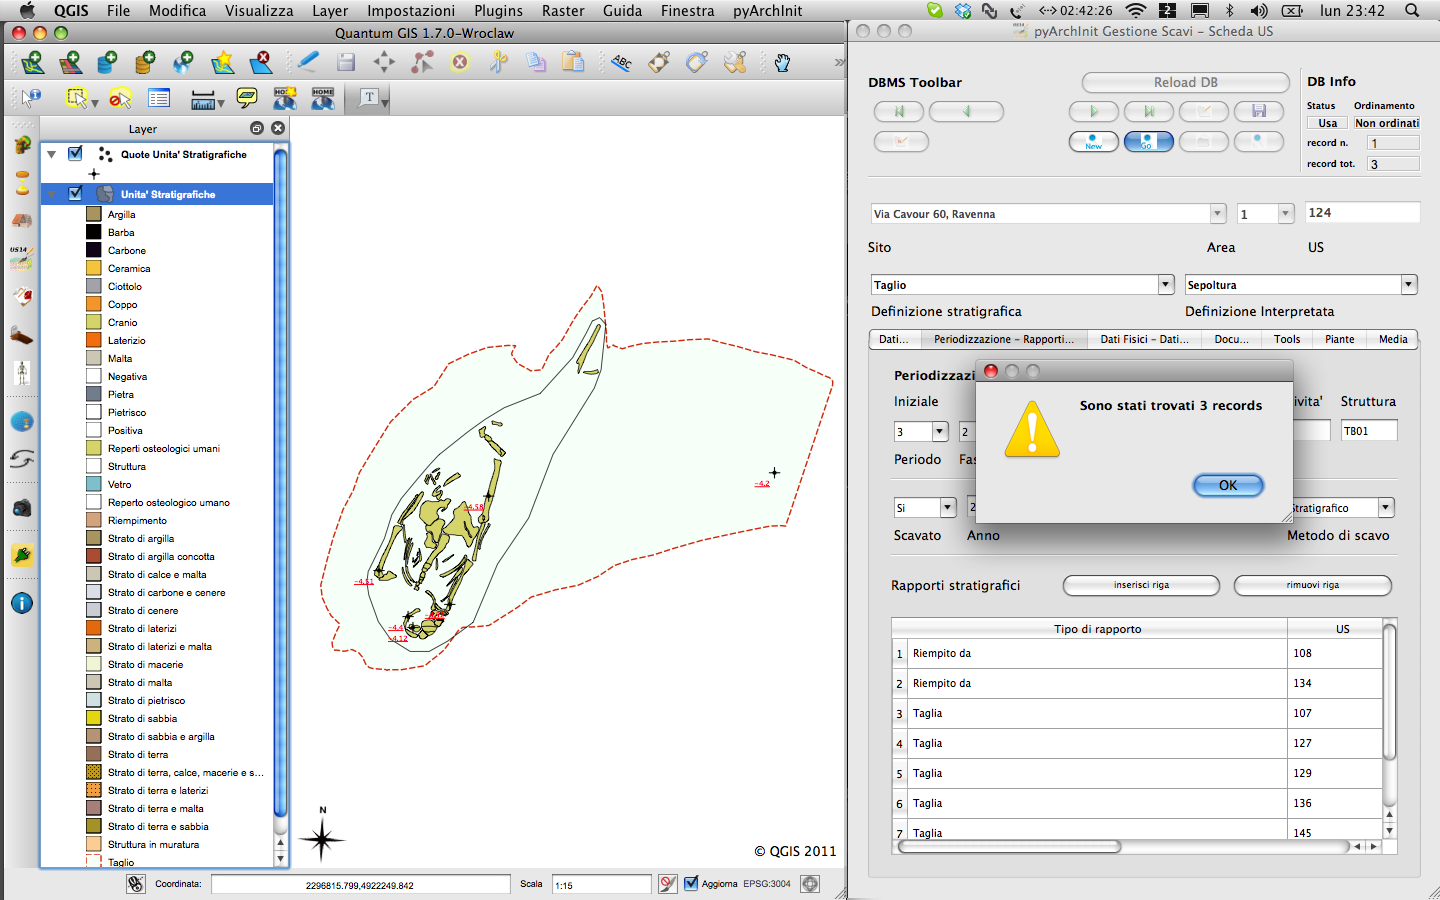 QGIS File Modifica Visualizza Layer Impostazioni Plugins Raster Guida Finestra pyArchInit
02:42:26 2 lun 23:42
Quantum GIS 1.7.0-Wroclaw
ABC
HOME
T
Layer
Quote Unita' Stratigrafiche
Unita' Stratigrafiche
Argilla
Barba
Carbone
Ceramica
Ciottolo
Coppo
Cranio
Laterizio
Malta
Negativa
Pietra
Pietrisco
Positiva
Reperti osteologici umani
Struttura
Vetro
Reperto osteologico umano
Riempimento
Strato di argilla
Strato di argilla concotta
Strato di calce e malta
Strato di carbone e cenere
Strato di cenere
Strato di laterizi
Strato di laterizi e malta
Strato di macerie
Strato di malta
Strato di pietrisco
Strato di sabbia
Strato di sabbia e argilla
Strato di terra
Strato di terra, calce, macerie e s...
Strato di terra e laterizi
Strato di terra e malta
Strato di terra e sabbia
Struttura in muratura
Taglio
US14
-4.2
-4.58
-4.51
-4.4
-4.12
N
© QGIS 2011
Coordinata: 2296815.799,4922249.842 Scala 1:15 Aggiorna EPSG:3004
pyArchInit Gestione Scavi - Scheda US
DBMS Toolbar
Reload DB
New
Go
DB Info
Status Ordinamento
Usa Non ordinati
record n. 1
record tot. 3
Via Cavour 60, Ravenna 1 124
Sito Area US
Taglio Sepoltura
Definizione stratigrafica Definizione Interpretata
Dati... Periodizzazione - Rapporti... Dati Fisici - Dati... Docu... Tools Piante Media
Periodizzazi
Iniziale ivita' Struttura
3 2 TB01
Periodo Fas
Sono stati trovati 3 records
OK
Si 2 tratigrafico
Scavato Anno Metodo di scavo
Rapporti stratigrafici inserisci riga rimuovi riga
Tipo di rapporto US
1 Riempito da 108
2 Riempito da 134
3 Taglia 107
4 Taglia 127
5 Taglia 129
6 Taglia 136
7 Taglia 145